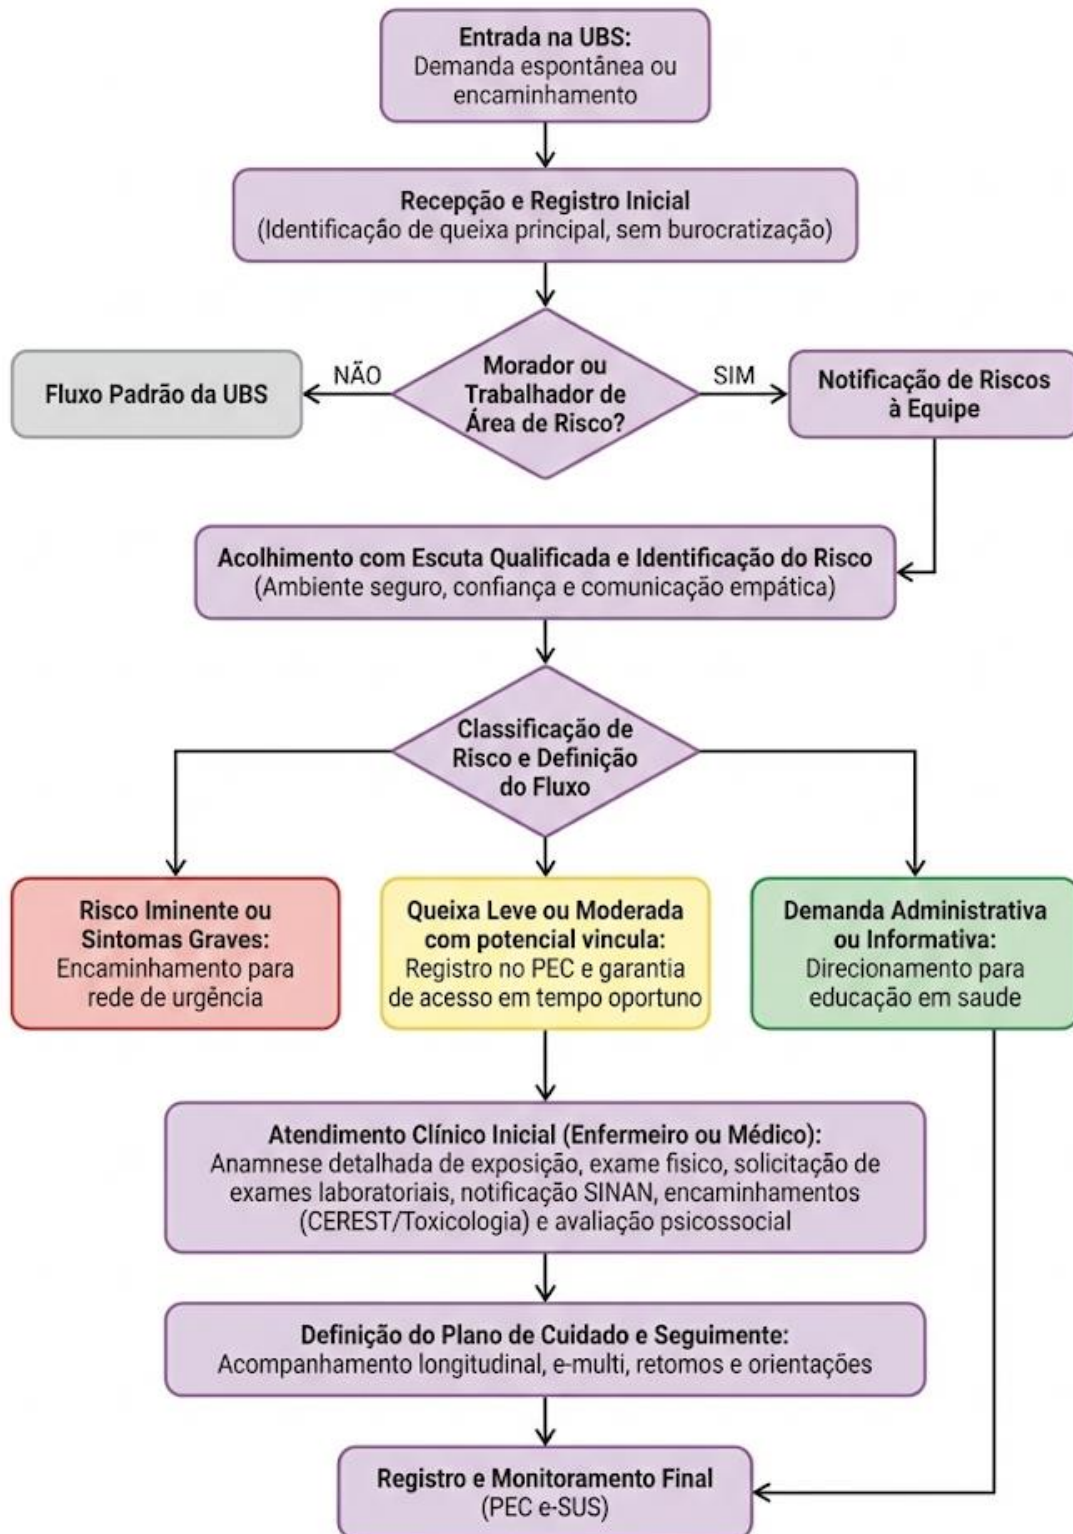 Entrada na UBS:
Demanda espontânea ou
encaminhamento
Recepção e Registro Inicial
(Identificação de queixa principal, sem burocratização)
Morador ou
Trabalhador de
Área de Risco?
NÃO
SIM
Fluxo Padrão da UBS
Notificação de Riscos
à Equipe
Acolhimento com Escuta Qualificada e Identificação do Risco
(Ambiente seguro, confiança e comunicação empática)
Classificação de
Risco e Definição
do Fluxo
Risco Iminente ou
Sintomas Graves:
Encaminhamento para
rede de urgência
Queixa Leve ou Moderada
com potencial vincula:
Registro no PEC e garantia
de acesso em tempo oportuno
Demanda Administrativa
ou Informativa:
Direcionamento para
educação em saude
Atendimento Clínico Inicial (Enfermeiro ou Médico):
Anamnese detalhada de exposição, exame fisico, solicitação de
exames laboratoriais, notificação SINAN, encaminhamentos
(CEREST/Toxicologia) e avaliação psicossocial
Definição do Plano de Cuidado e Seguimente:
Acompanhamento longitudinal, e-multi, retomos e orientações
Registro e Monitoramento Final
(PEC e-SUS)